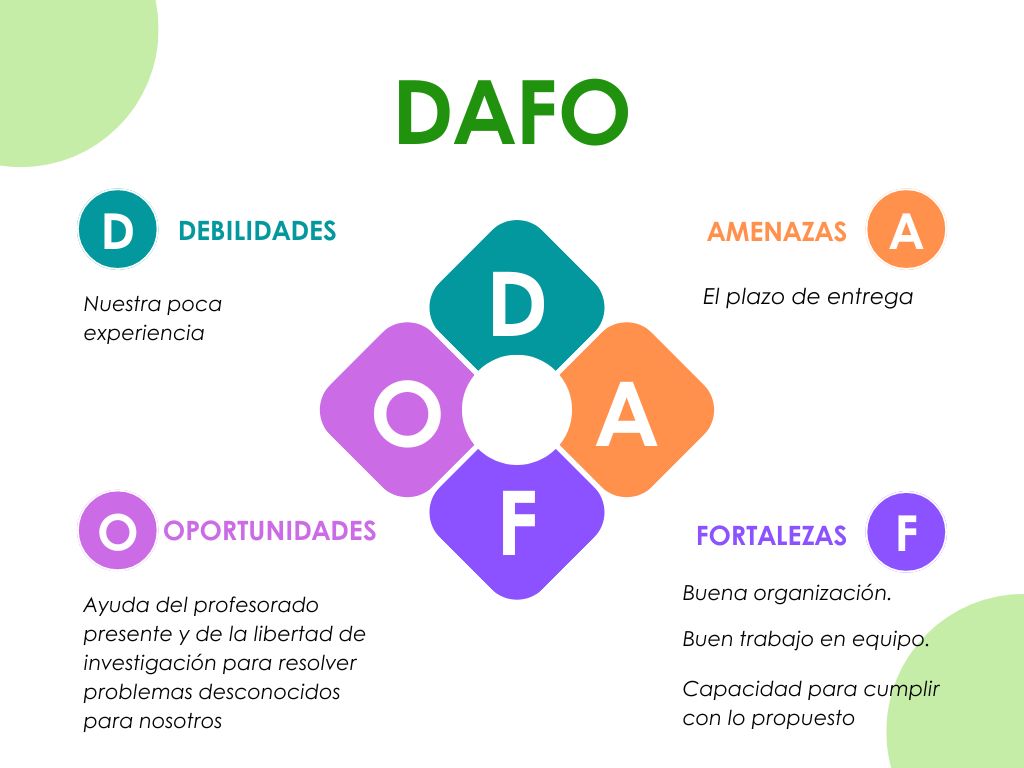 DAFO
D
DEBILIDADES
Nuestra poca
experiencia
AMENAZAS
A
El plazo de entrega
D
O
A
F
O
OPORTUNIDADES
Ayuda del profesorado
presente y de la libertad de
investigación para resolver
problemas desconocidos
para nosotros
FORTALEZAS
F
Buena organización.
Buen trabajo en equipo.
Capacidad para cumplir
con lo propuesto